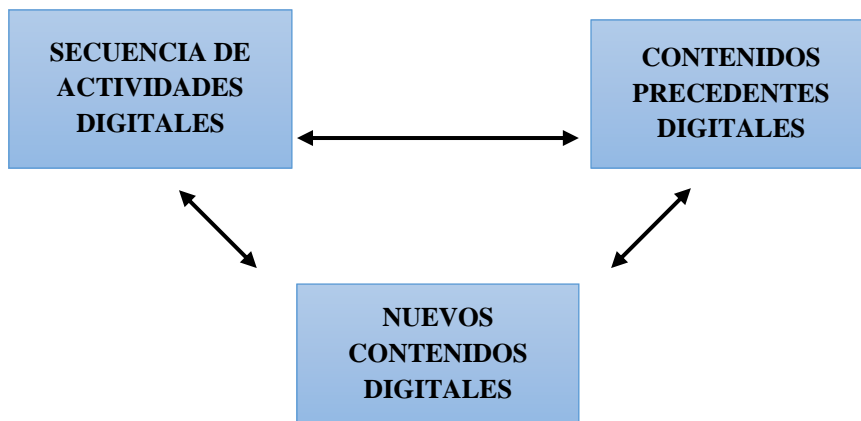 SECUENCIA DE
ACTIVIDADES
DIGITALES
CONTENIDOS
PRECEDENTES
DIGITALES
NUEVOS
CONTENIDOS
DIGITALES